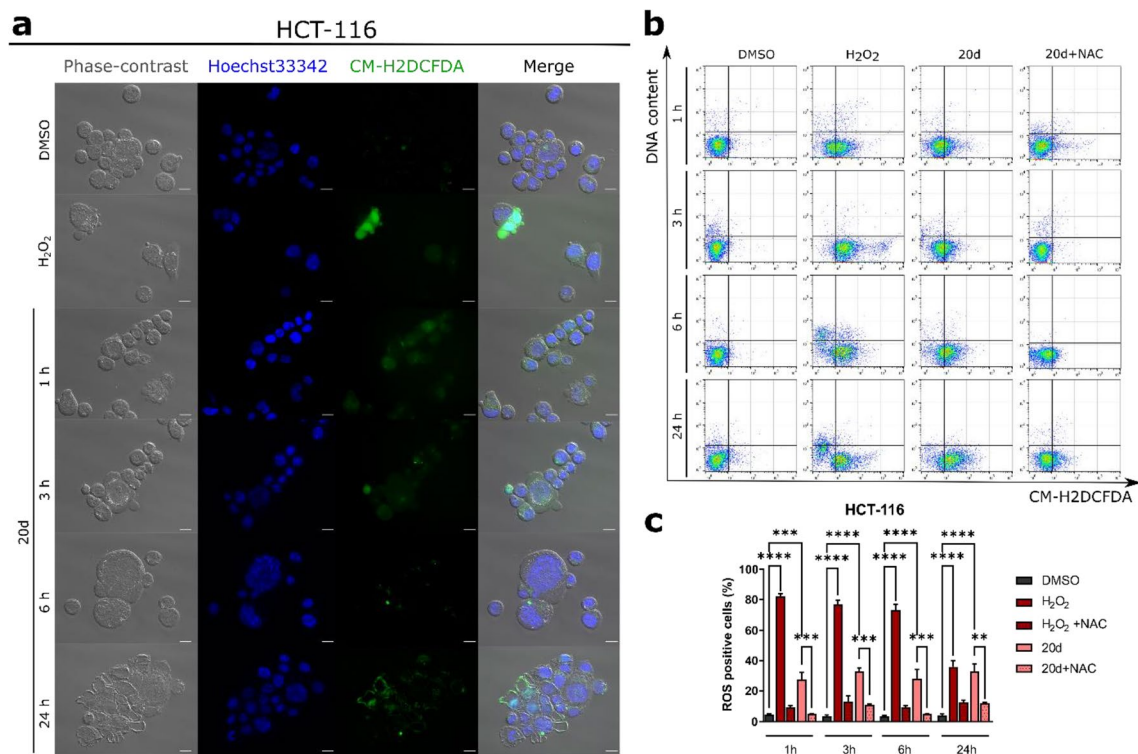 a
HCT-116
Phase-contrast Hoechst33342 CM-H2DCFDA Merge
DMSO
H₂O₂
20d
1 h
3 h
6 h
24 h
b
DMSO H₂O₂ 20d 20d+NAC
DNA content
1 h
3 h
6 h
24 h
CM-H2DCFDA
c
HCT-116
*** **** **** ****
**** **** **** ****
*** *** *** **
ROS positive cells (%)
100
80
60
40
20
0
1h 3h 6h 24h
DMSO
H₂O₂
H₂O₂ +NAC
20d
20d+NAC